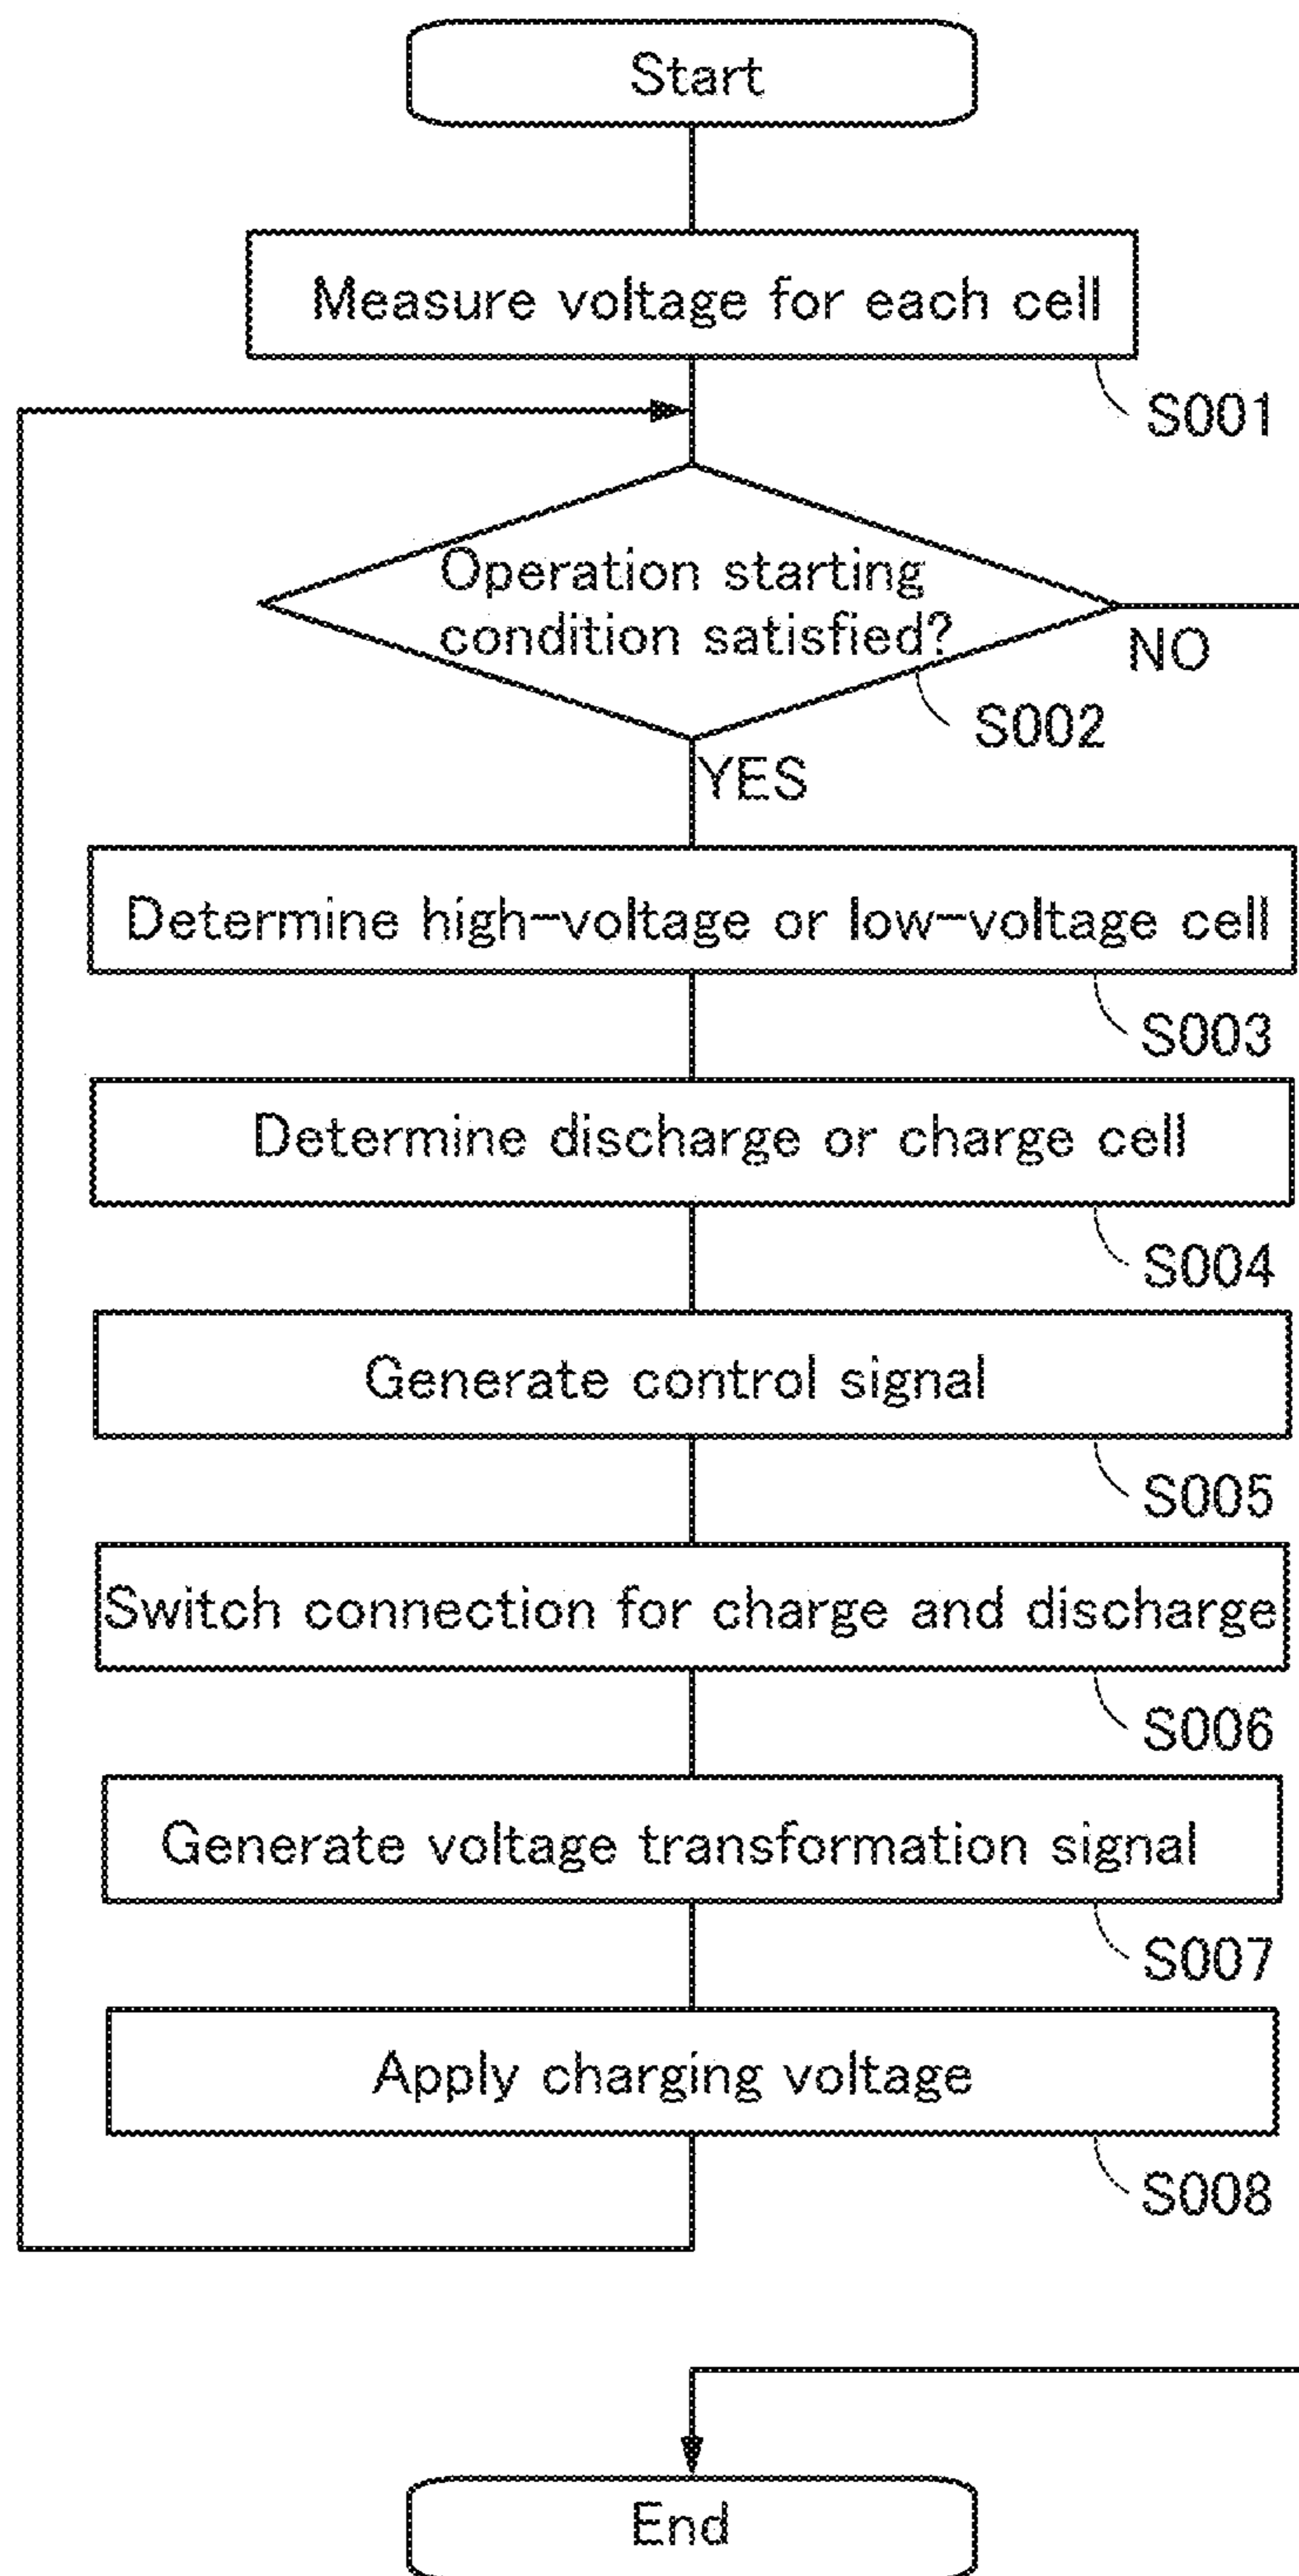 Start
Measure voltage for each cell
S001
Operation starting
condition satisfied?
NO
S002
YES
Determine high-voltage or low-voltage cell
S003
Determine discharge or charge cell
S004
Generate control signal
S005
Switch connection for charge and discharge
S006
Generate voltage transformation signal
S007
Apply charging voltage
S008
End